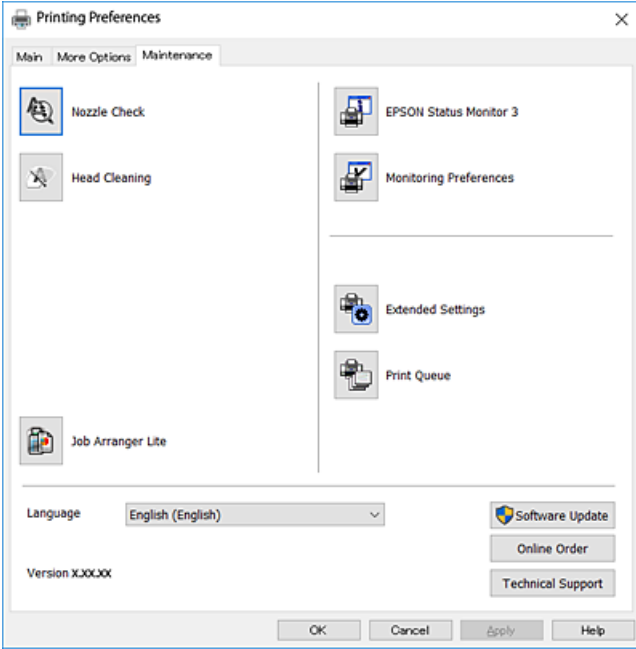 Printing Preferences
Main More Options Maintenance
Nozzle Check
EPSON Status Monitor 3
Head Cleaning
Monitoring Preferences
Extended Settings
Print Queue
Job Arranger Lite
Language English (English)
Software Update
Online Order
Version X.XX.XX
Technical Support
OK Cancel Apply Help